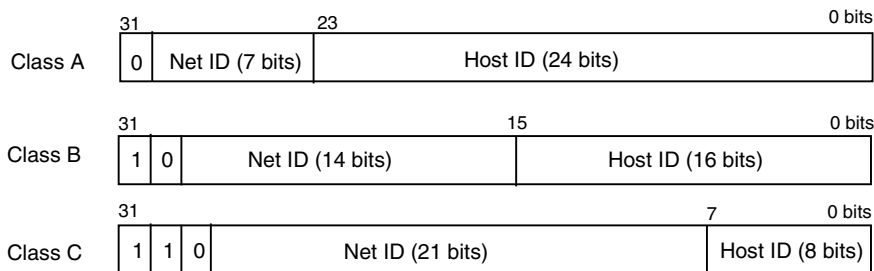 31 23 0 bits
Class A 0 Net ID (7 bits) Host ID (24 bits)
31 15 0 bits
Class B 1 0 Net ID (14 bits) Host ID (16 bits)
31 7 0 bits
Class C 1 1 0 Net ID (21 bits) Host ID (8 bits)